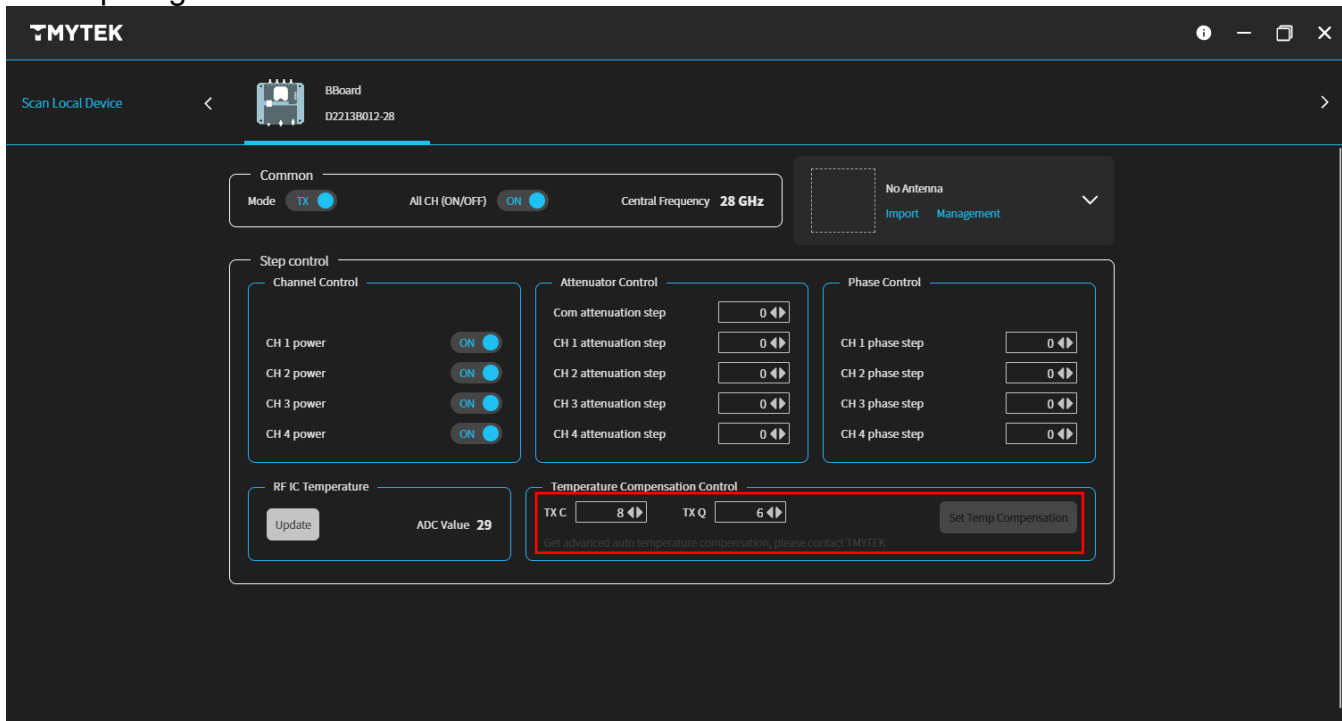 TMYTEK
Scan Local Device
BBoard
D2213B012-28
Common
Mode TX All CH (ON/OFF) ON Central Frequency 28 GHz
No Antenna
Import Management
Step control
Channel Control
CH 1 power ON
CH 2 power ON
CH 3 power ON
CH 4 power ON
Attenuator Control
Com attenuation step 0
CH 1 attenuation step 0
CH 2 attenuation step 0
CH 3 attenuation step 0
CH 4 attenuation step 0
Phase Control
CH 1 phase step 0
CH 2 phase step 0
CH 3 phase step 0
CH 4 phase step 0
RF IC Temperature
Update ADC Value 29
Temperature Compensation Control
TX C 8 TX Q 6 Set Temp Compensation
Get advanced auto temperature compensation, please contact TMYTEK